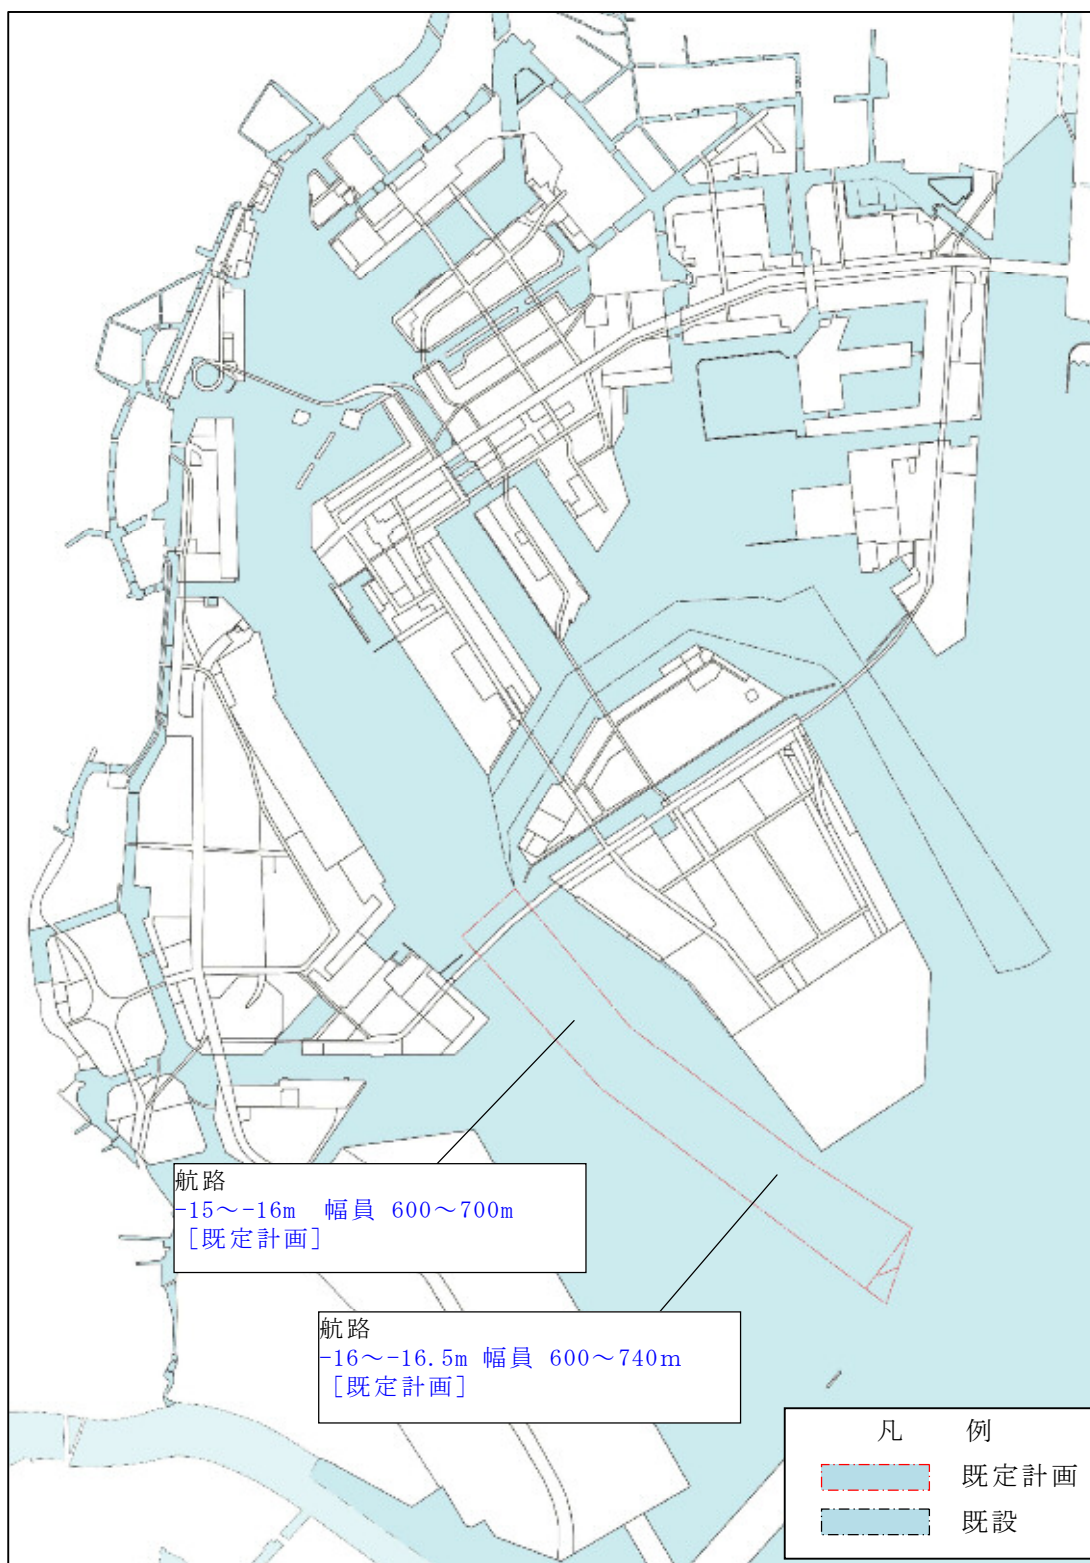 航路
-15～-16m 幅員 600～700m
［既定計画］
航路
-16～-16.5m 幅員 600～740m
［既定計画］
凡 例
既定計画
既設